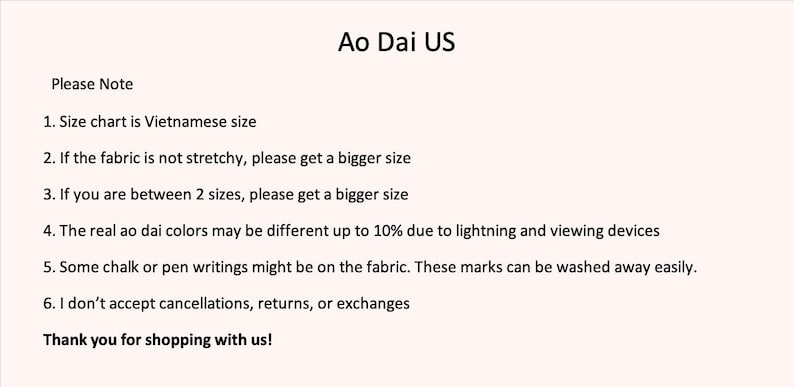 Ao Dai US
Please Note
1. Size chart is Vietnamese size
2. If the fabric is not stretchy, please get a bigger size
3. If you are between 2 sizes, please get a bigger size
4. The real ao dai colors may be different up to 10% due to lightning and viewing devices
5. Some chalk or pen writings might be on the fabric. These marks can be washed away easily.
6. I don’t accept cancellations, returns, or exchanges
Thank you for shopping with us!